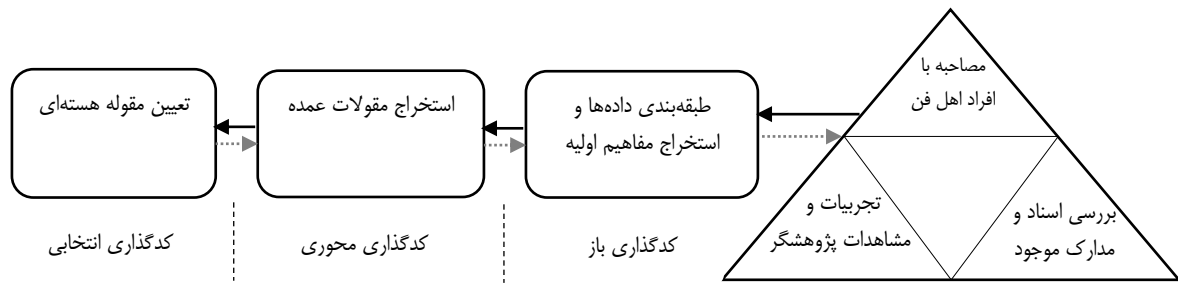 مصاحبه با
افراد اهل فن
تجربیات و
مشاهدات پژوهشگر
بررسی اسناد و
مدارک موجود
طبقه‌بندی داده‌ها و
استخراج مفاهیم اولیه
استخراج مقولات عمده
تعیین مقوله هسته‌ای
کدگذاری باز
کدگذاری محوری
کدگذاری انتخابی